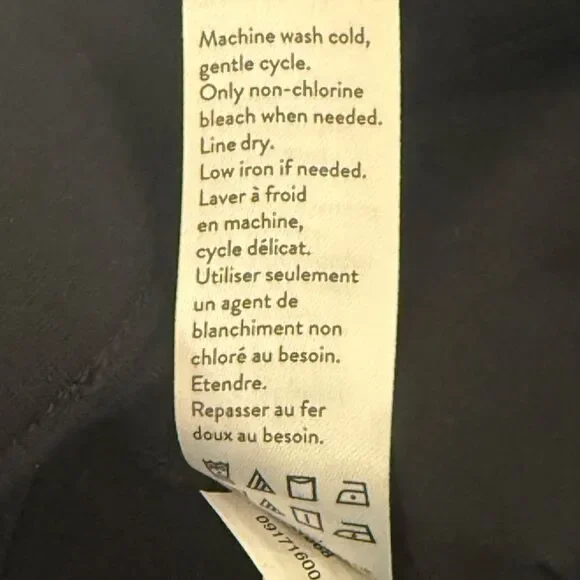 Machine wash cold,
gentle cycle.
Only non-chlorine
bleach when needed.
Line dry.
Low iron if needed.
Laver à froid
en machine,
cycle délicat.
Utiliser seulement
un agent de
blanchiment non
chloré au besoin.
Etendre.
Repasser au fer
doux au besoin.
09171600